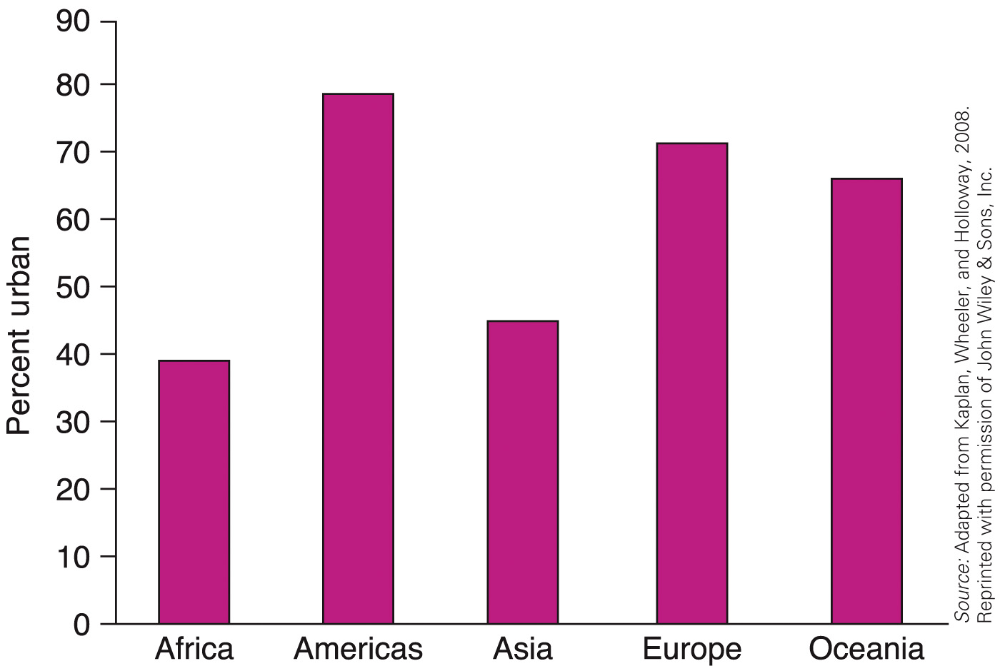 Percent urban
90
80
70
60
50
40
30
20
10
0
Africa
Americas
Asia
Europe
Oceania
Source: Adapted from Kaplan, Wheeler, and Holloway, 2008.
Reprinted with permission of John Wiley & Sons, Inc.